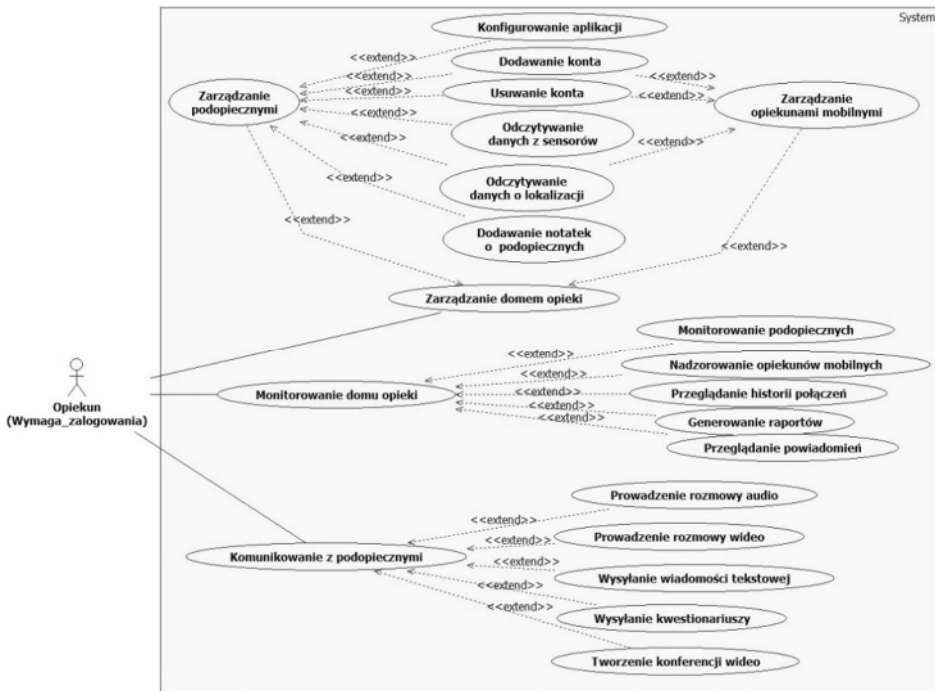 System
Konfigurowanie aplikacji
<<extend>>
Dodawanie konta
<<extend>>
<<extend>>
Zarządzanie
podopiecznymi
<<extend>>
Usuwanie konta
<<extend>>
Zarządzanie
opiekunami mobilnymi
<<extend>>
Odczytywanie
danych z sensorów
<<extend>>
<<extend>>
Odczytywanie
danych o lokalizacji
<<extend>>
<<extend>>
Dodawanie notatek
o podopiecznych
<<extend>>
Zarządzanie domem opieki
Monitorowanie podopiecznych
<<extend>>
Nadzorowanie opiekunów mobilnych
<<extend>>
Opiekun
(Wymaga_zalogowania)
Monitorowanie domu opieki
<<extend>>
Przeglądanie historii połączeń
<<extend>>
Generowanie raportów
<<extend>>
Przeglądanie powiadomień
Prowadzenie rozmowy audio
<<extend>>
Prowadzenie rozmowy wideo
<<extend>>
Komunikowanie z podopiecznymi
<<extend>>
Wysyłanie wiadomości tekstowej
<<extend>>
<<extend>>
Wysyłanie kwestionariuszy
Tworzenie konferencji wideo